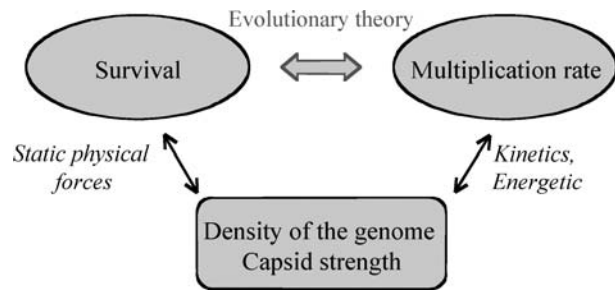 Evolutionary theory
Survival
Multiplication rate
Static physical
forces
Kinetics,
Energetic
Density of the genome
Capsid strength